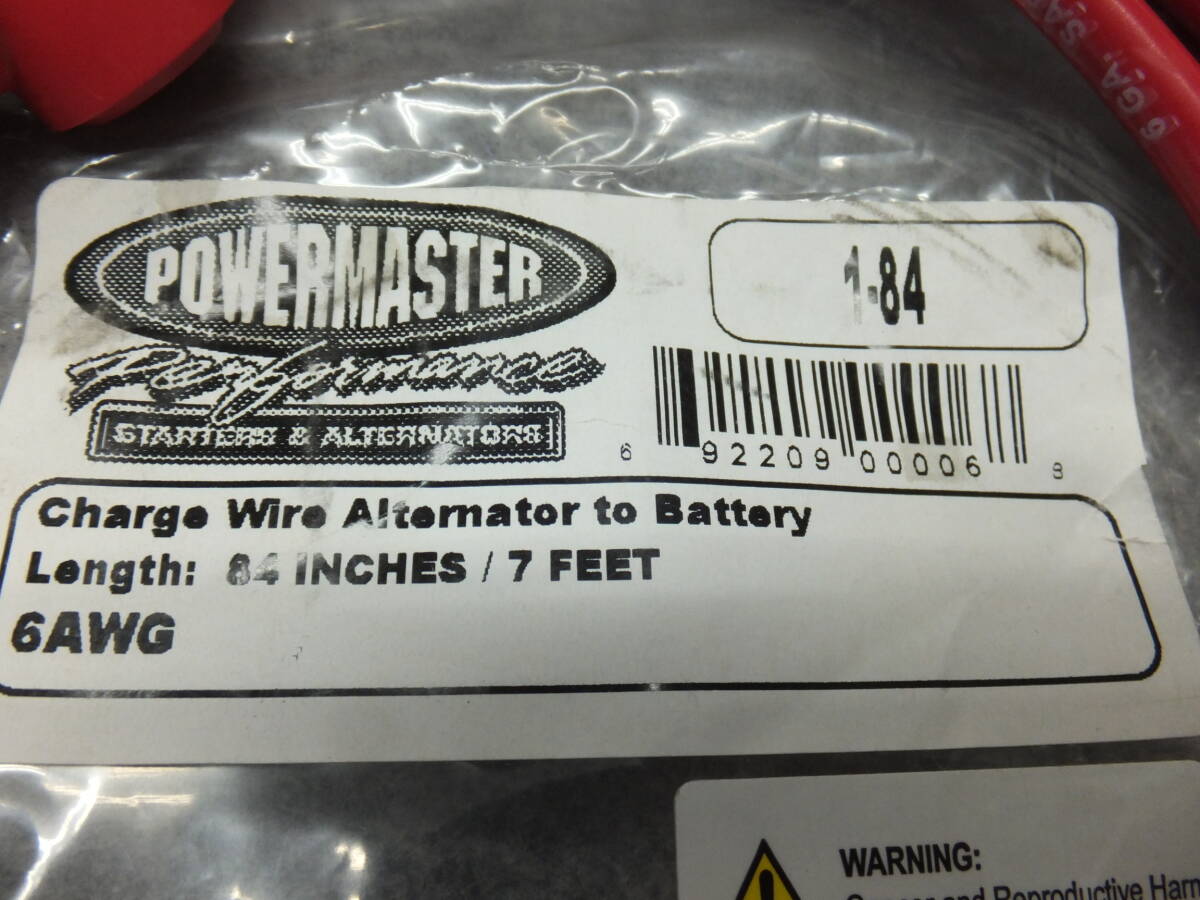 6 GA.
POWERMASTER
Performance
STARTERS & ALTERNATORS
1-84
6 92209 00006 8
Charge Wire Alternator to Battery
Length: 84 INCHES / 7 FEET
6AWG
WARNING:
Cancer and Reproductive Harm